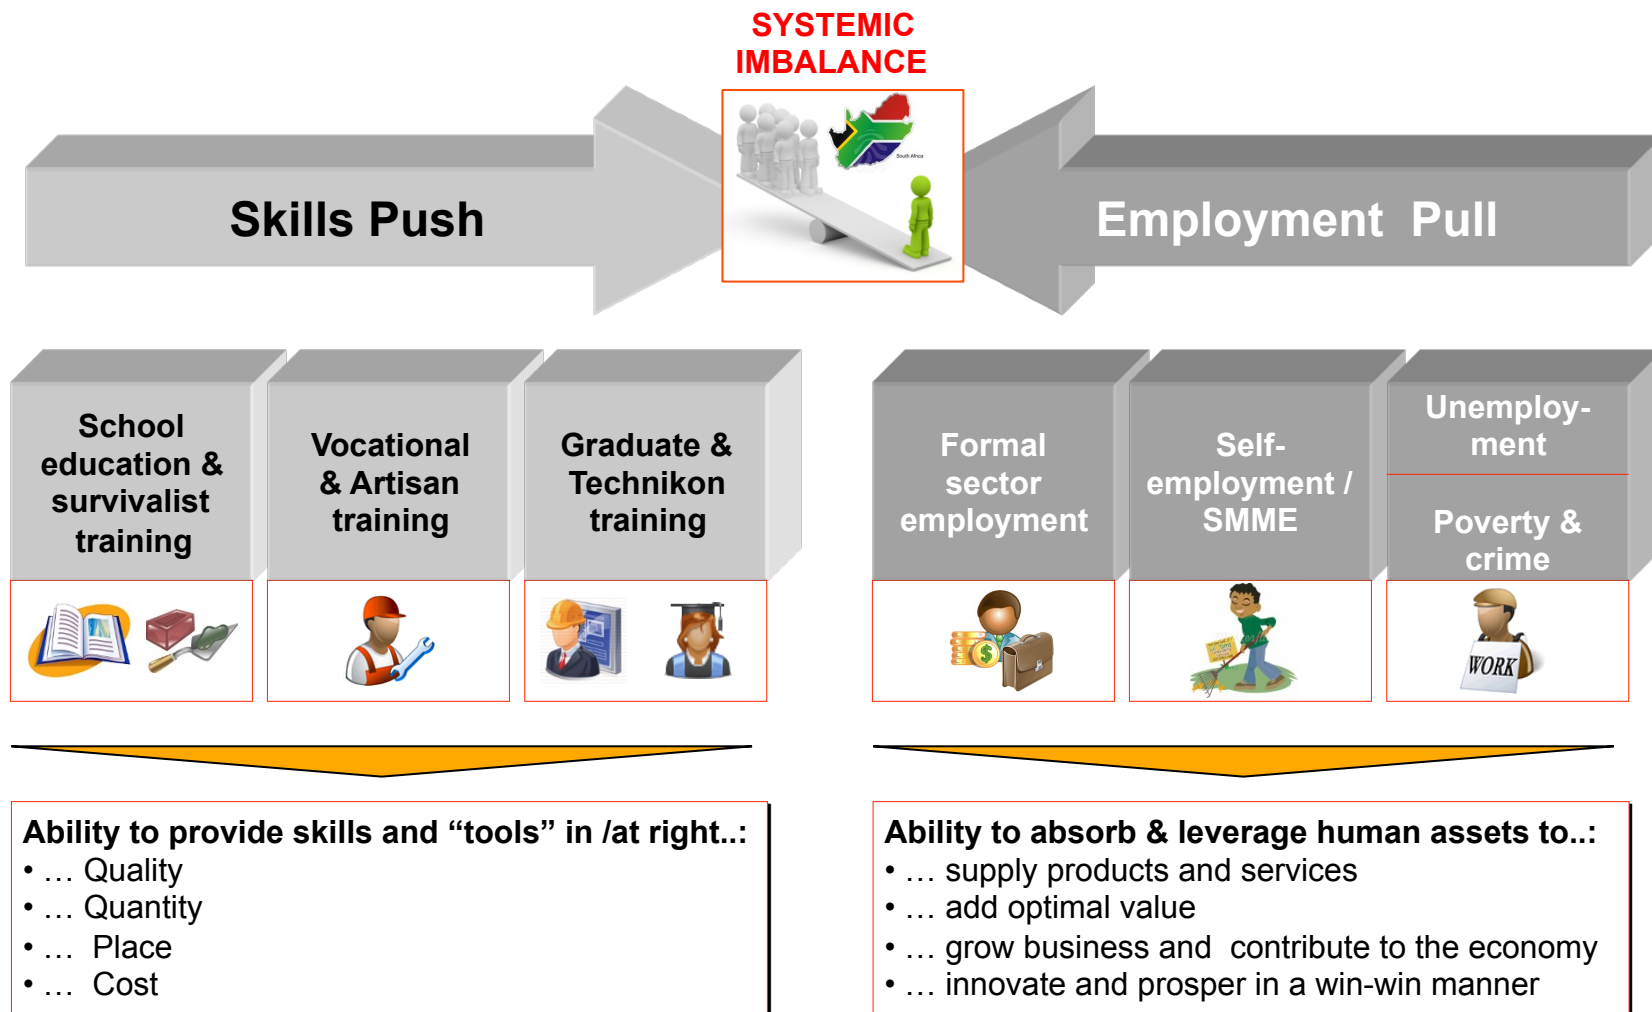 SYSTEMIC
IMBALANCE
South Africa
Skills Push
Employment Pull
School
education &
survivalist
training
Vocational
& Artisan
training
Graduate &
Technikon
training
Formal
sector
employment
Self-
employment /
SMME
Unemploy-
ment
Poverty &
crime
WORK
Ability to provide skills and “tools” in /at right..:
• … Quality
• … Quantity
• … Place
• … Cost
Ability to absorb & leverage human assets to..:
• … supply products and services
• … add optimal value
• … grow business and contribute to the economy
• … innovate and prosper in a win-win manner